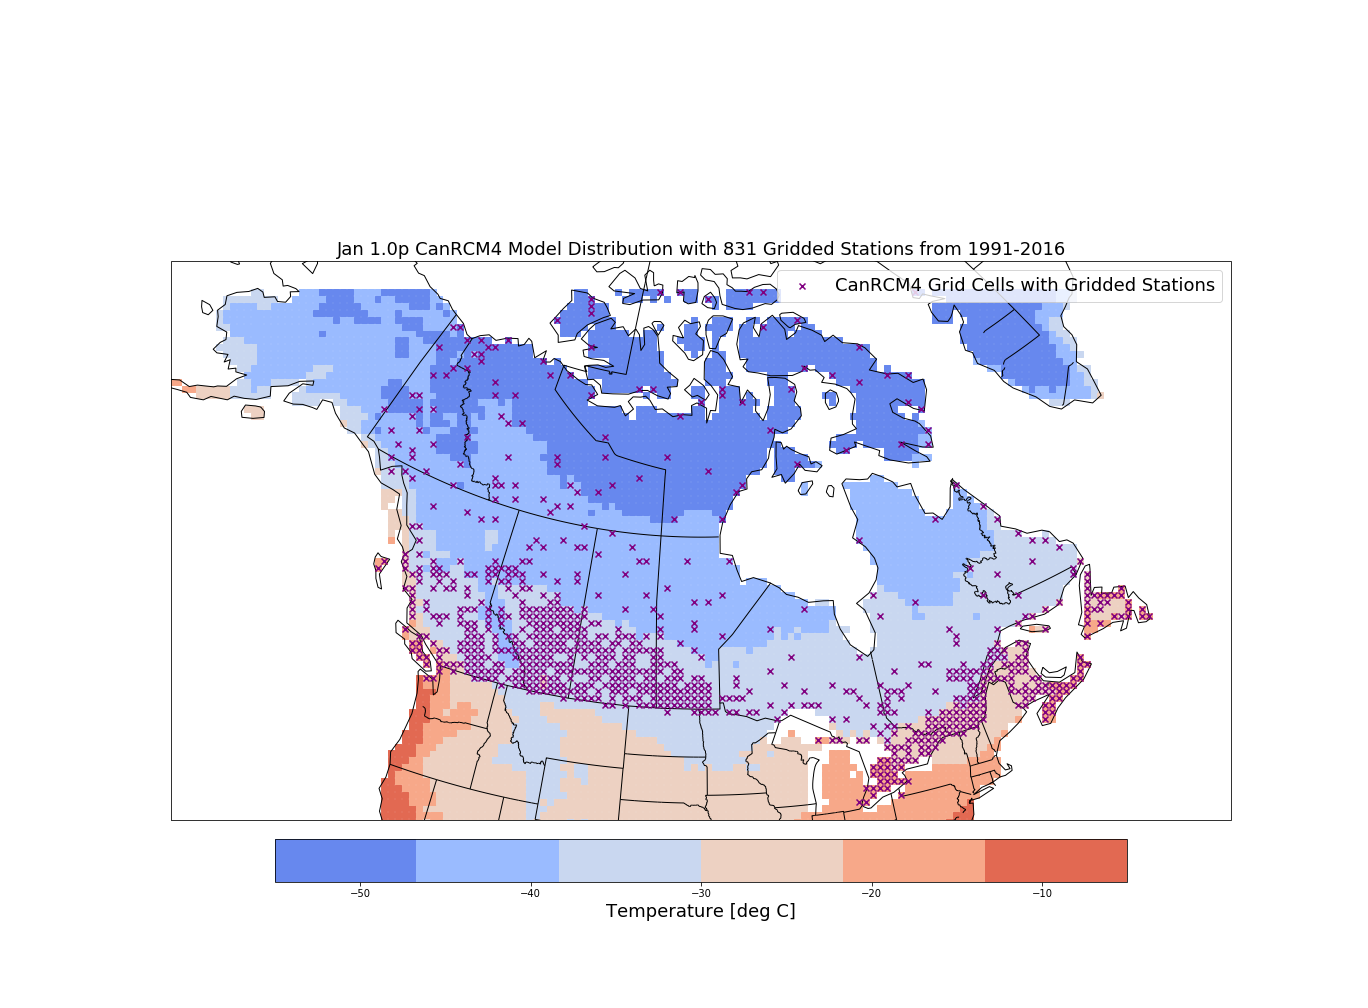 Jan 1.0p CanRCM4 Model Distribution with 831 Gridded Stations from 1991-2016
CanRCM4 Grid Cells with Gridded Stations
−50 −40 −30 −20 −10
Temperature [deg C]